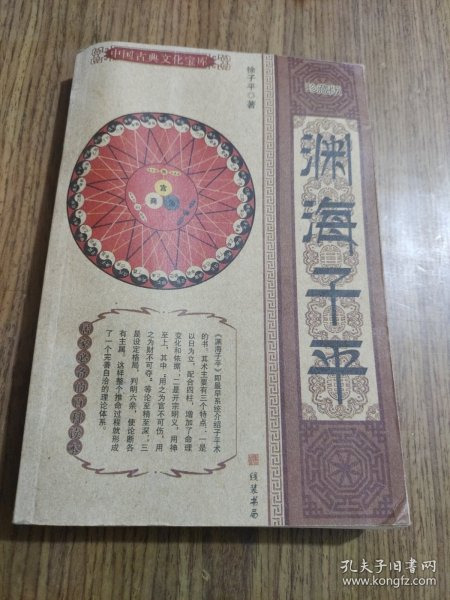 中国古典文化宝库
徐子平◎著
珍藏版
渊海子平
《渊海子平》即最早系统介绍子平术
的书。其术主要有三个特点：一是
以日为立，配合四柱，增加了命理
变化和依据；二是开宗明义，用神
至上，其中：用之为官不可伤，用
之为财不可夺。等论至精至深；三
是设定格局，判明六亲，使论断各
有主属，这样整个推命过程就形成
了一个完善自洽的理论体系。
线装书局
孔夫子旧书网
www.kongfz.com